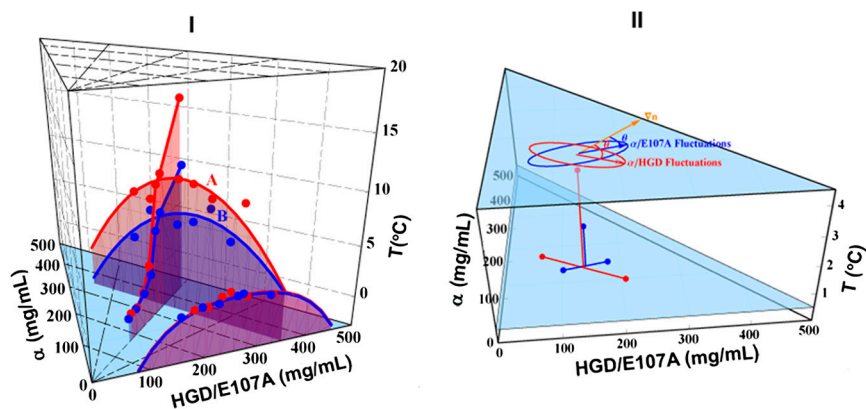 I
II
20
15
10
5
0
T(°C)
A
B
500
400
300
200
100
0
α (mg/mL)
0
100
200
300
400
500
HGD/E107A (mg/mL)
∇n
θ
θ
α/E107A Fluctuations
α/HGD Fluctuations
500
400
300
200
100
0
α (mg/mL)
4
3
2
1
T (°C)
0
100
200
300
400
500
HGD/E107A (mg/mL)